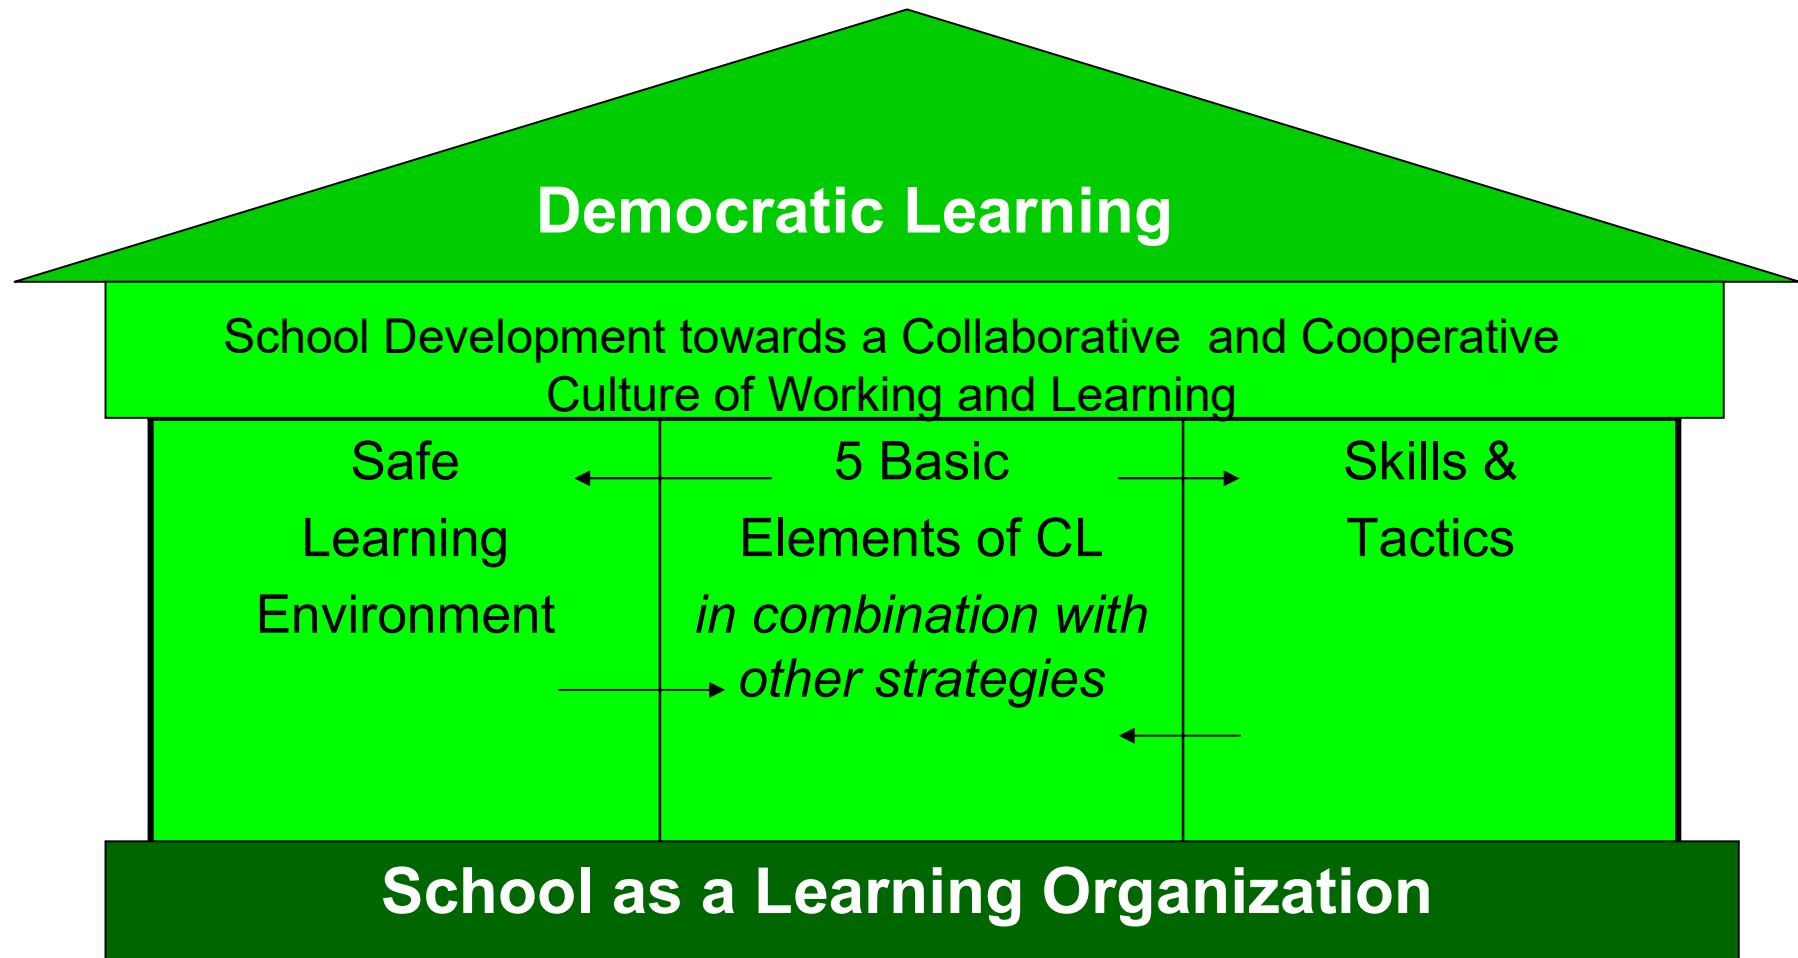 Democratic Learning
School Development towards a Collaborative  and Cooperative
Culture of Working and Learning
Safe
Learning
Environment
5 Basic
Elements of CL
in combination with
other strategies
Skills &
Tactics
School as a Learning Organization